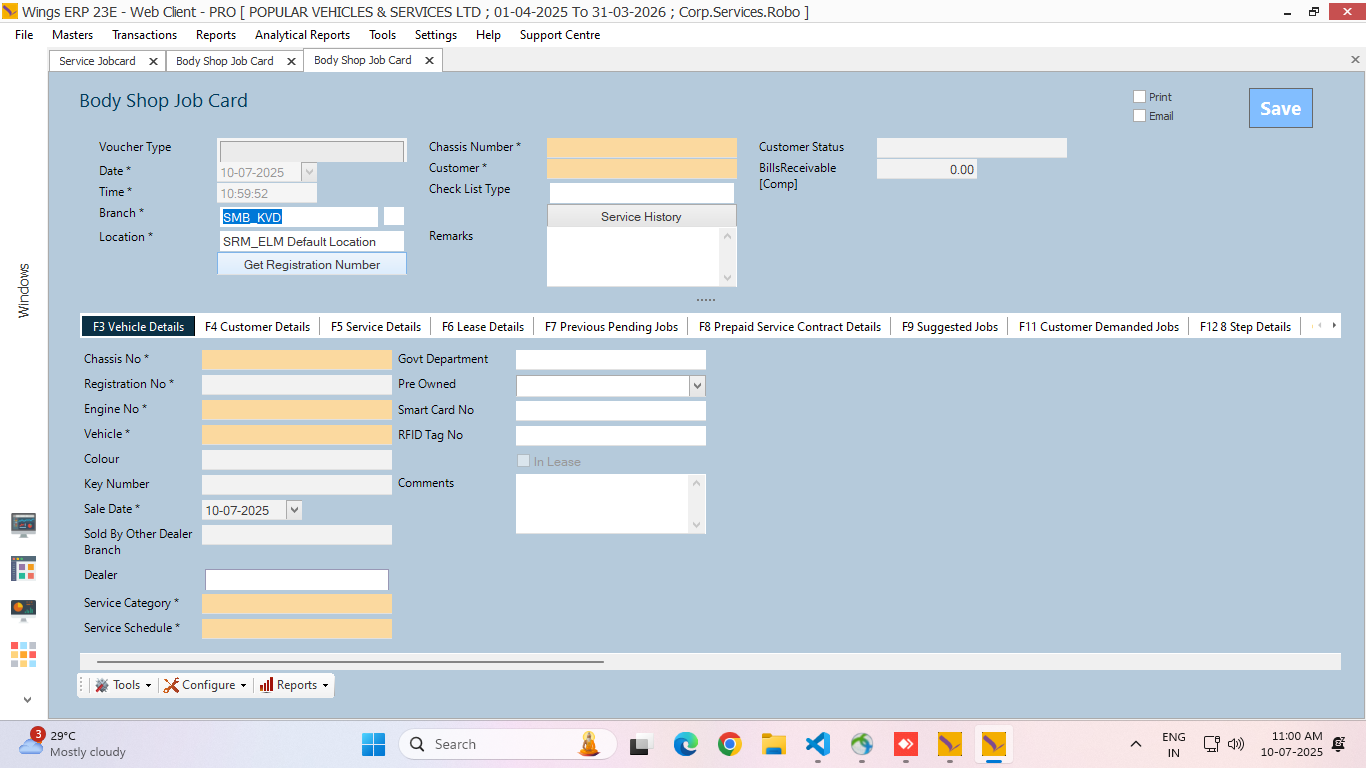 Wings ERP 23E - Web Client - PRO [ POPULAR VEHICLES & SERVICES LTD ; 01-04-2025 To 31-03-2026 ; Corp.Services.Robo ]
File Masters Transactions Reports Analytical Reports Tools Settings Help Support Centre
Service Jobcard Body Shop Job Card Body Shop Job Card
Body Shop Job Card
Print
Email
Save
Voucher Type
Date *
10-07-2025
Time *
10:59:52
Branch *
SMB_KVD
Location *
SRM_ELM Default Location
Get Registration Number
Chassis Number *
Customer *
Check List Type
Service History
Remarks
Customer Status
BillsReceivable
[Comp]
0.00
Windows
F3 Vehicle Details F4 Customer Details F5 Service Details F6 Lease Details F7 Previous Pending Jobs F8 Prepaid Service Contract Details F9 Suggested Jobs F11 Customer Demanded Jobs F12 8 Step Details
Chassis No *
Registration No *
Engine No *
Vehicle *
Colour
Key Number
Sale Date *
10-07-2025
Sold By Other Dealer
Branch
Dealer
Service Category *
Service Schedule *
Govt Department
Pre Owned
Smart Card No
RFID Tag No
In Lease
Comments
Tools Configure Reports
3
29°C
Mostly cloudy
Search
ENG
IN
11:00 AM
10-07-2025